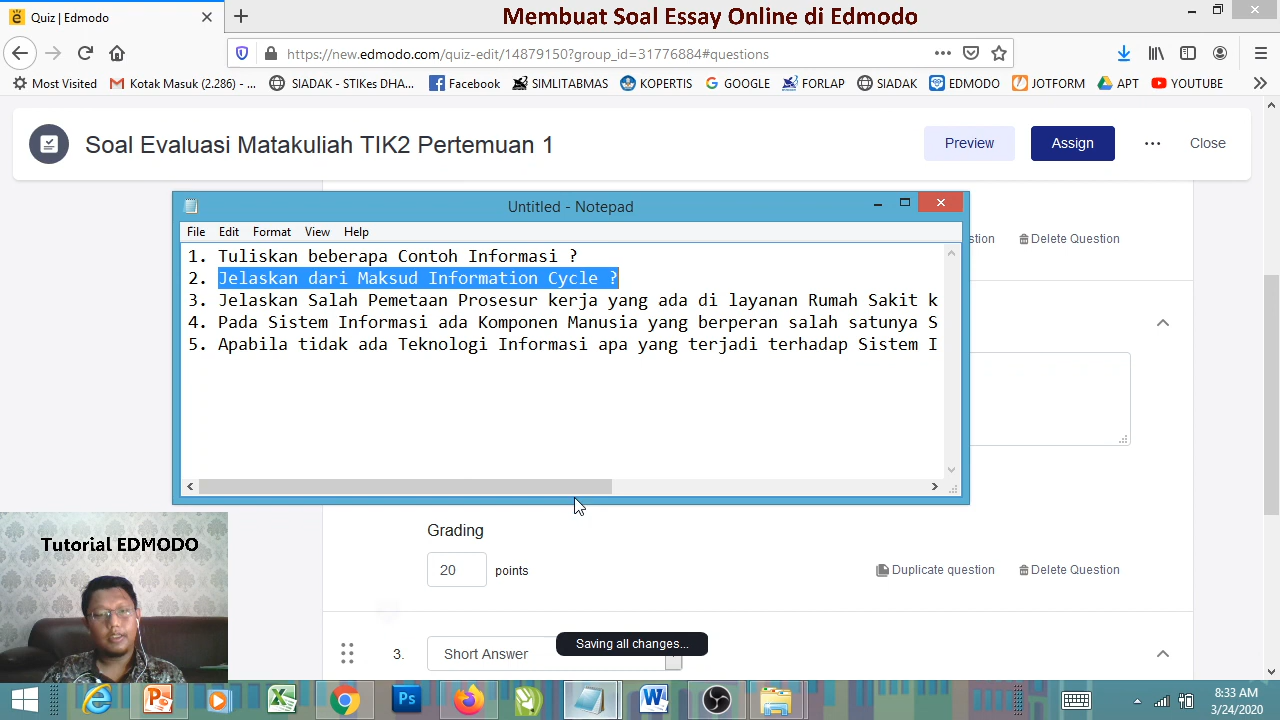 Quiz | Edmodo
Membuat Soal Essay Online di Edmodo
https://new.edmodo.com/quiz-edit/14879150?group_id=31776884#questions
Most Visited
Kotak Masuk (2.285) - ...
SIADAK - STIKes DHA...
Facebook
SIMLITABMAS
KOPERTIS
GOOGLE
FORLAP
SIADAK
EDMODO
JOTFORM
APT
YOUTUBE
Soal Evaluasi Matakuliah TIK2 Pertemuan 1
Preview
Assign
Close
Untitled - Notepad
File Edit Format View Help
1. Tuliskan beberapa Contoh Informasi ?
2. Jelaskan dari Maksud Information Cycle ?
3. Jelaskan Salah Pemetaan Prosesur kerja yang ada di layanan Rumah Sakit k
4. Pada Sistem Informasi ada Komponen Manusia yang berperan salah satunya S
5. Apabila tidak ada Teknologi Informasi apa yang terjadi terhadap Sistem I
stion
Delete Question
Grading
20 points
Duplicate question
Delete Question
3. Short Answer
Saving all changes...
Tutorial EDMODO
8:33 AM
3/24/2020